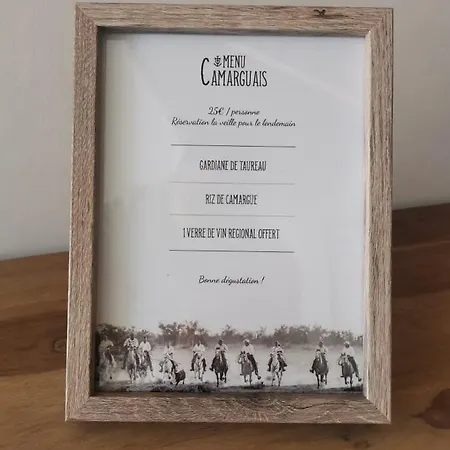 MENU
CAMARGUAIS
25€ / personne
Réservation la veille pour le lendemain
GARDIANE DE TAUREAU
RIZ DE CAMARGUE
1 VERRE DE VIN REGIONAL OFFERT
Bonne dégustation !